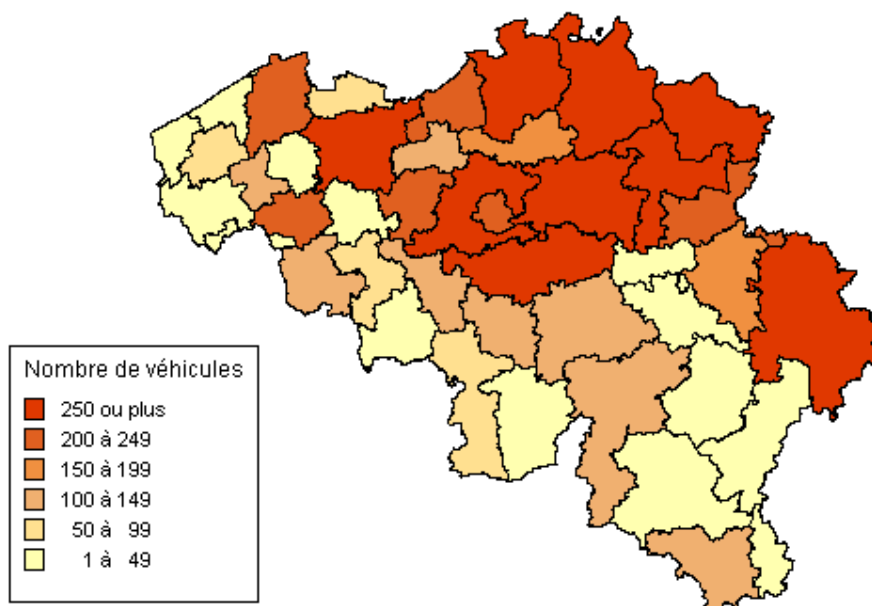 Nombre de véhicules
250 ou plus
200 à 249
150 à 199
100 à 149
50 à 99
1 à 49